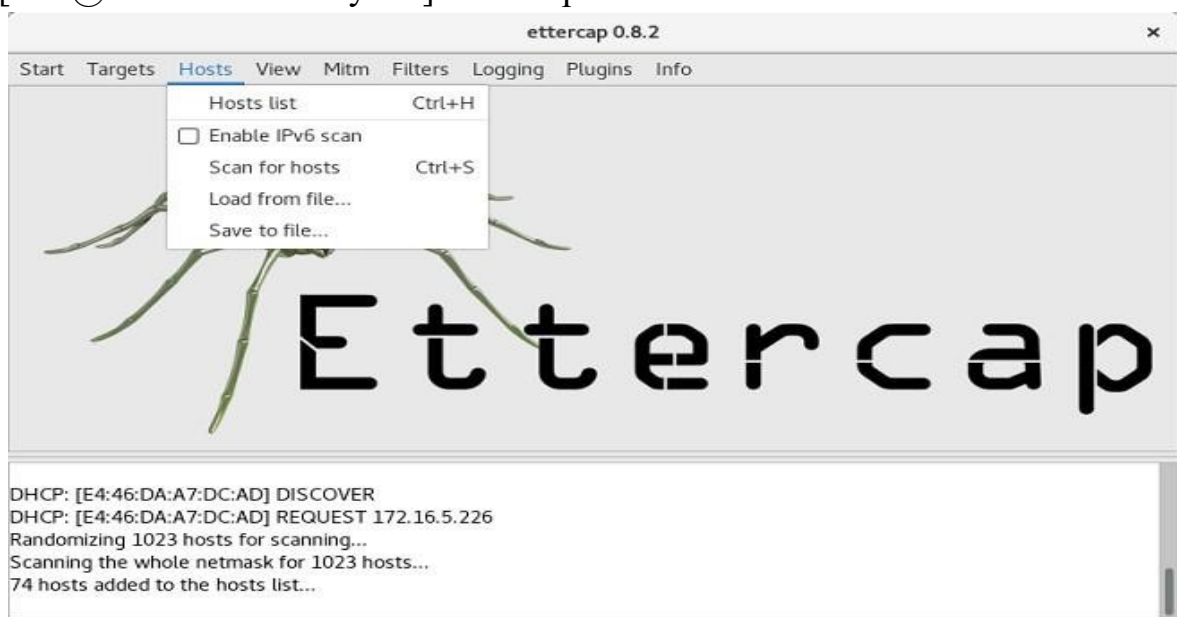 ettercap 0.8.2 ×
Start Targets Hosts View Mitm Filters Logging Plugins Info
Hosts list Ctrl+H
Enable IPv6 scan
Scan for hosts Ctrl+S
Load from file...
Save to file...
Ettercap
DHCP: [E4:46:DA:A7:DC:AD] DISCOVER
DHCP: [E4:46:DA:A7:DC:AD] REQUEST 172.16.5.226
Randomizing 1023 hosts for scanning...
Scanning the whole netmask for 1023 hosts...
74 hosts added to the hosts list...